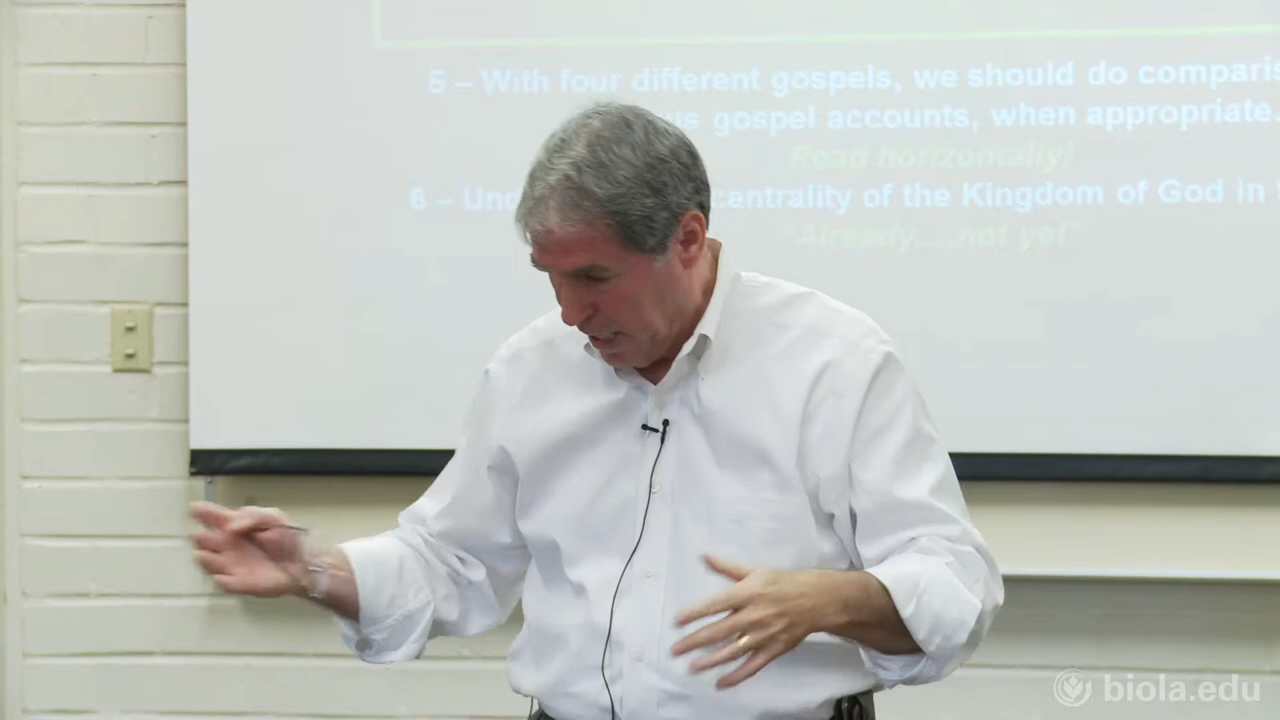 5 – With four different gospels, we should do comparis
us gospel accounts, when appropriate.
Read horizontally!
6 – Und centrality of the Kingdom of God in
"Already....not yet"
biola.edu